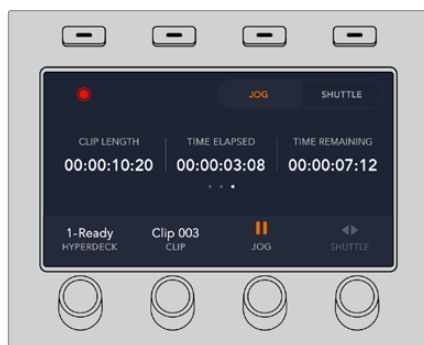 JOG SHUTTLE
CLIP LENGTH TIME ELAPSED TIME REMAINING
00:00:10:20 00:00:03:08 00:00:07:12
1-Ready Clip 003
HYPERDECK CLIP JOG SHUTTLE